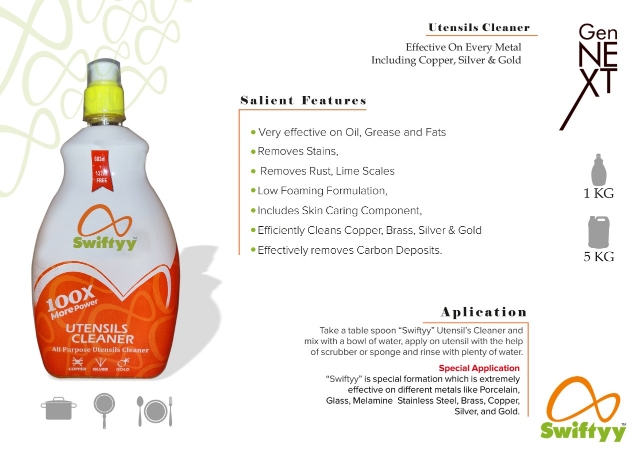 Utensils Cleaner
Effective On Every Metal
Including Copper, Silver & Gold
Gen
NE
XT
Salient Features
Very effective on Oil, Grease and Fats
Removes Stains,
Removes Rust, Lime Scales
Low Foaming Formulation,
Includes Skin Caring Component,
Efficiently Cleans Copper, Brass, Silver & Gold
Effectively removes Carbon Deposits.
1 KG
5 KG
FREE
Swiftyy
100X
More Power
UTENSILS
CLEANER
All Purpose Utensils Cleaner
COPPER SILVER GOLD
Aplication
Take a table spoon “Swiftyy” Utensil’s Cleaner and
mix with a bowl of water, apply on utensil with the help
of scrubber or sponge and rinse with plenty of water.
Special Application
“Swiftyy” is special formation which is extremely
effective on different metals like Porcelain,
Glass, Melamine Stainless Steel, Brass, Copper,
Silver, and Gold.
Swiftyy